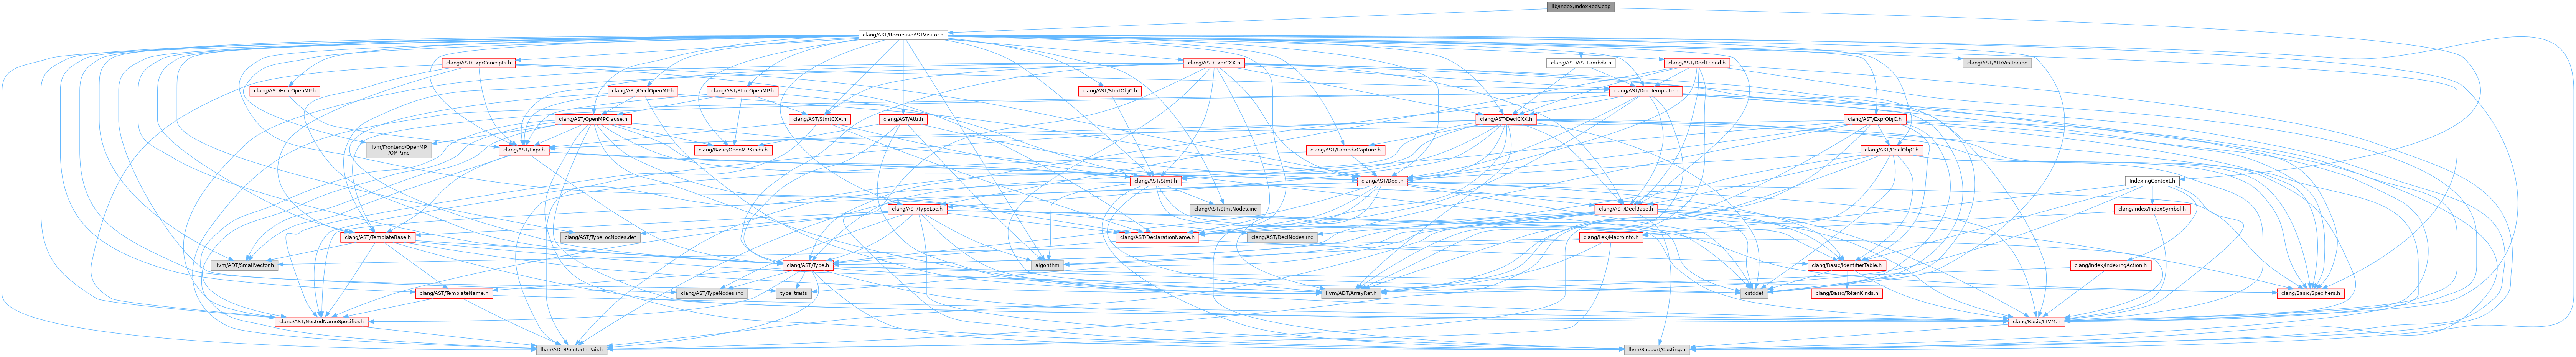 lib/Index/IndexBody.cpp
clang/AST/RecursiveASTVisitor.h
clang/AST/ExprConcepts.h
clang/AST/ExprCXX.h
clang/AST/ASTLambda.h
clang/AST/DeclFriend.h
clang/AST/AttrVisitor.inc
clang/AST/ExprOpenMP.h
clang/AST/DeclOpenMP.h
clang/AST/StmtOpenMP.h
clang/AST/StmtObjC.h
clang/AST/DeclTemplate.h
clang/AST/OpenMPClause.h
clang/AST/StmtCXX.h
clang/AST/Attr.h
clang/AST/DeclCXX.h
clang/AST/ExprObjC.h
llvm/Frontend/OpenMP
/OMP.inc
clang/AST/Expr.h
clang/Basic/OpenMPKinds.h
clang/AST/LambdaCapture.h
clang/AST/DeclObjC.h
clang/AST/Stmt.h
clang/AST/Decl.h
IndexingContext.h
clang/AST/TypeLoc.h
clang/AST/StmtNodes.inc
clang/AST/DeclBase.h
clang/Index/IndexSymbol.h
clang/AST/TemplateBase.h
clang/AST/TypeLocNodes.def
clang/AST/DeclarationName.h
clang/AST/DeclNodes.inc
clang/Lex/MacroInfo.h
llvm/ADT/SmallVector.h
clang/AST/Type.h
algorithm
clang/Basic/IdentifierTable.h
clang/Index/IndexingAction.h
clang/AST/TemplateName.h
clang/AST/TypeNodes.inc
type_traits
llvm/ADT/ArrayRef.h
cstddef
clang/Basic/TokenKinds.h
clang/Basic/Specifiers.h
clang/AST/NestedNameSpecifier.h
clang/Basic/LLVM.h
llvm/ADT/PointerIntPair.h
llvm/Support/Casting.h